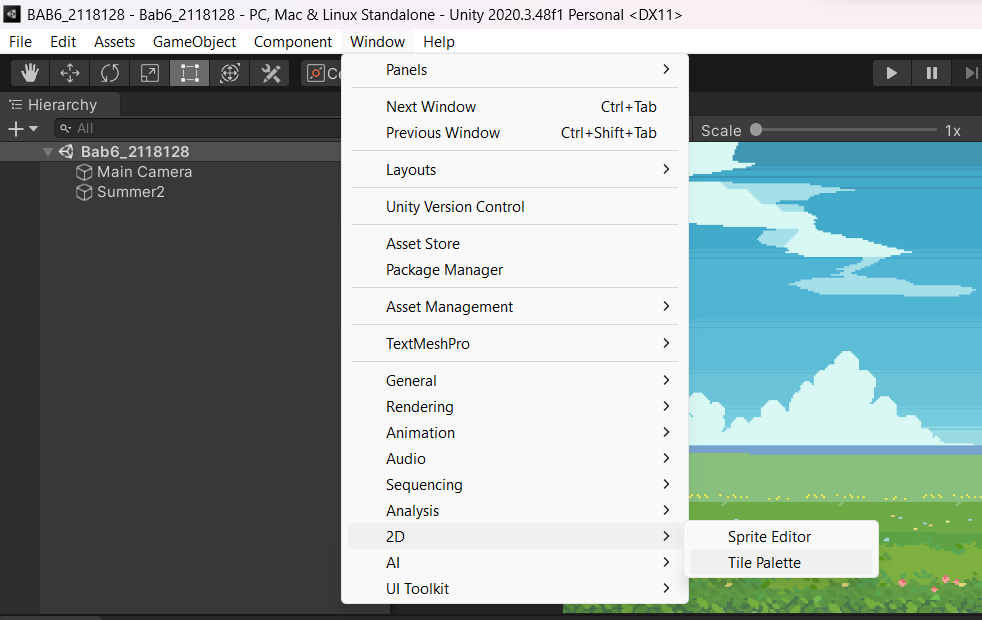 BAB6_2118128 - Bab6_2118128 - PC, Mac & Linux Standalone - Unity 2020.3.48f1 Personal <DX11>
File Edit Assets GameObject Component Window Help
Hierarchy
All
Bab6_2118128
Main Camera
Summer2
Panels
Next Window Ctrl+Tab
Previous Window Ctrl+Shift+Tab
Layouts
Unity Version Control
Asset Store
Package Manager
Asset Management
TextMeshPro
General
Rendering
Animation
Audio
Sequencing
Analysis
2D
AI
UI Toolkit
Sprite Editor
Tile Palette
Scale 1x